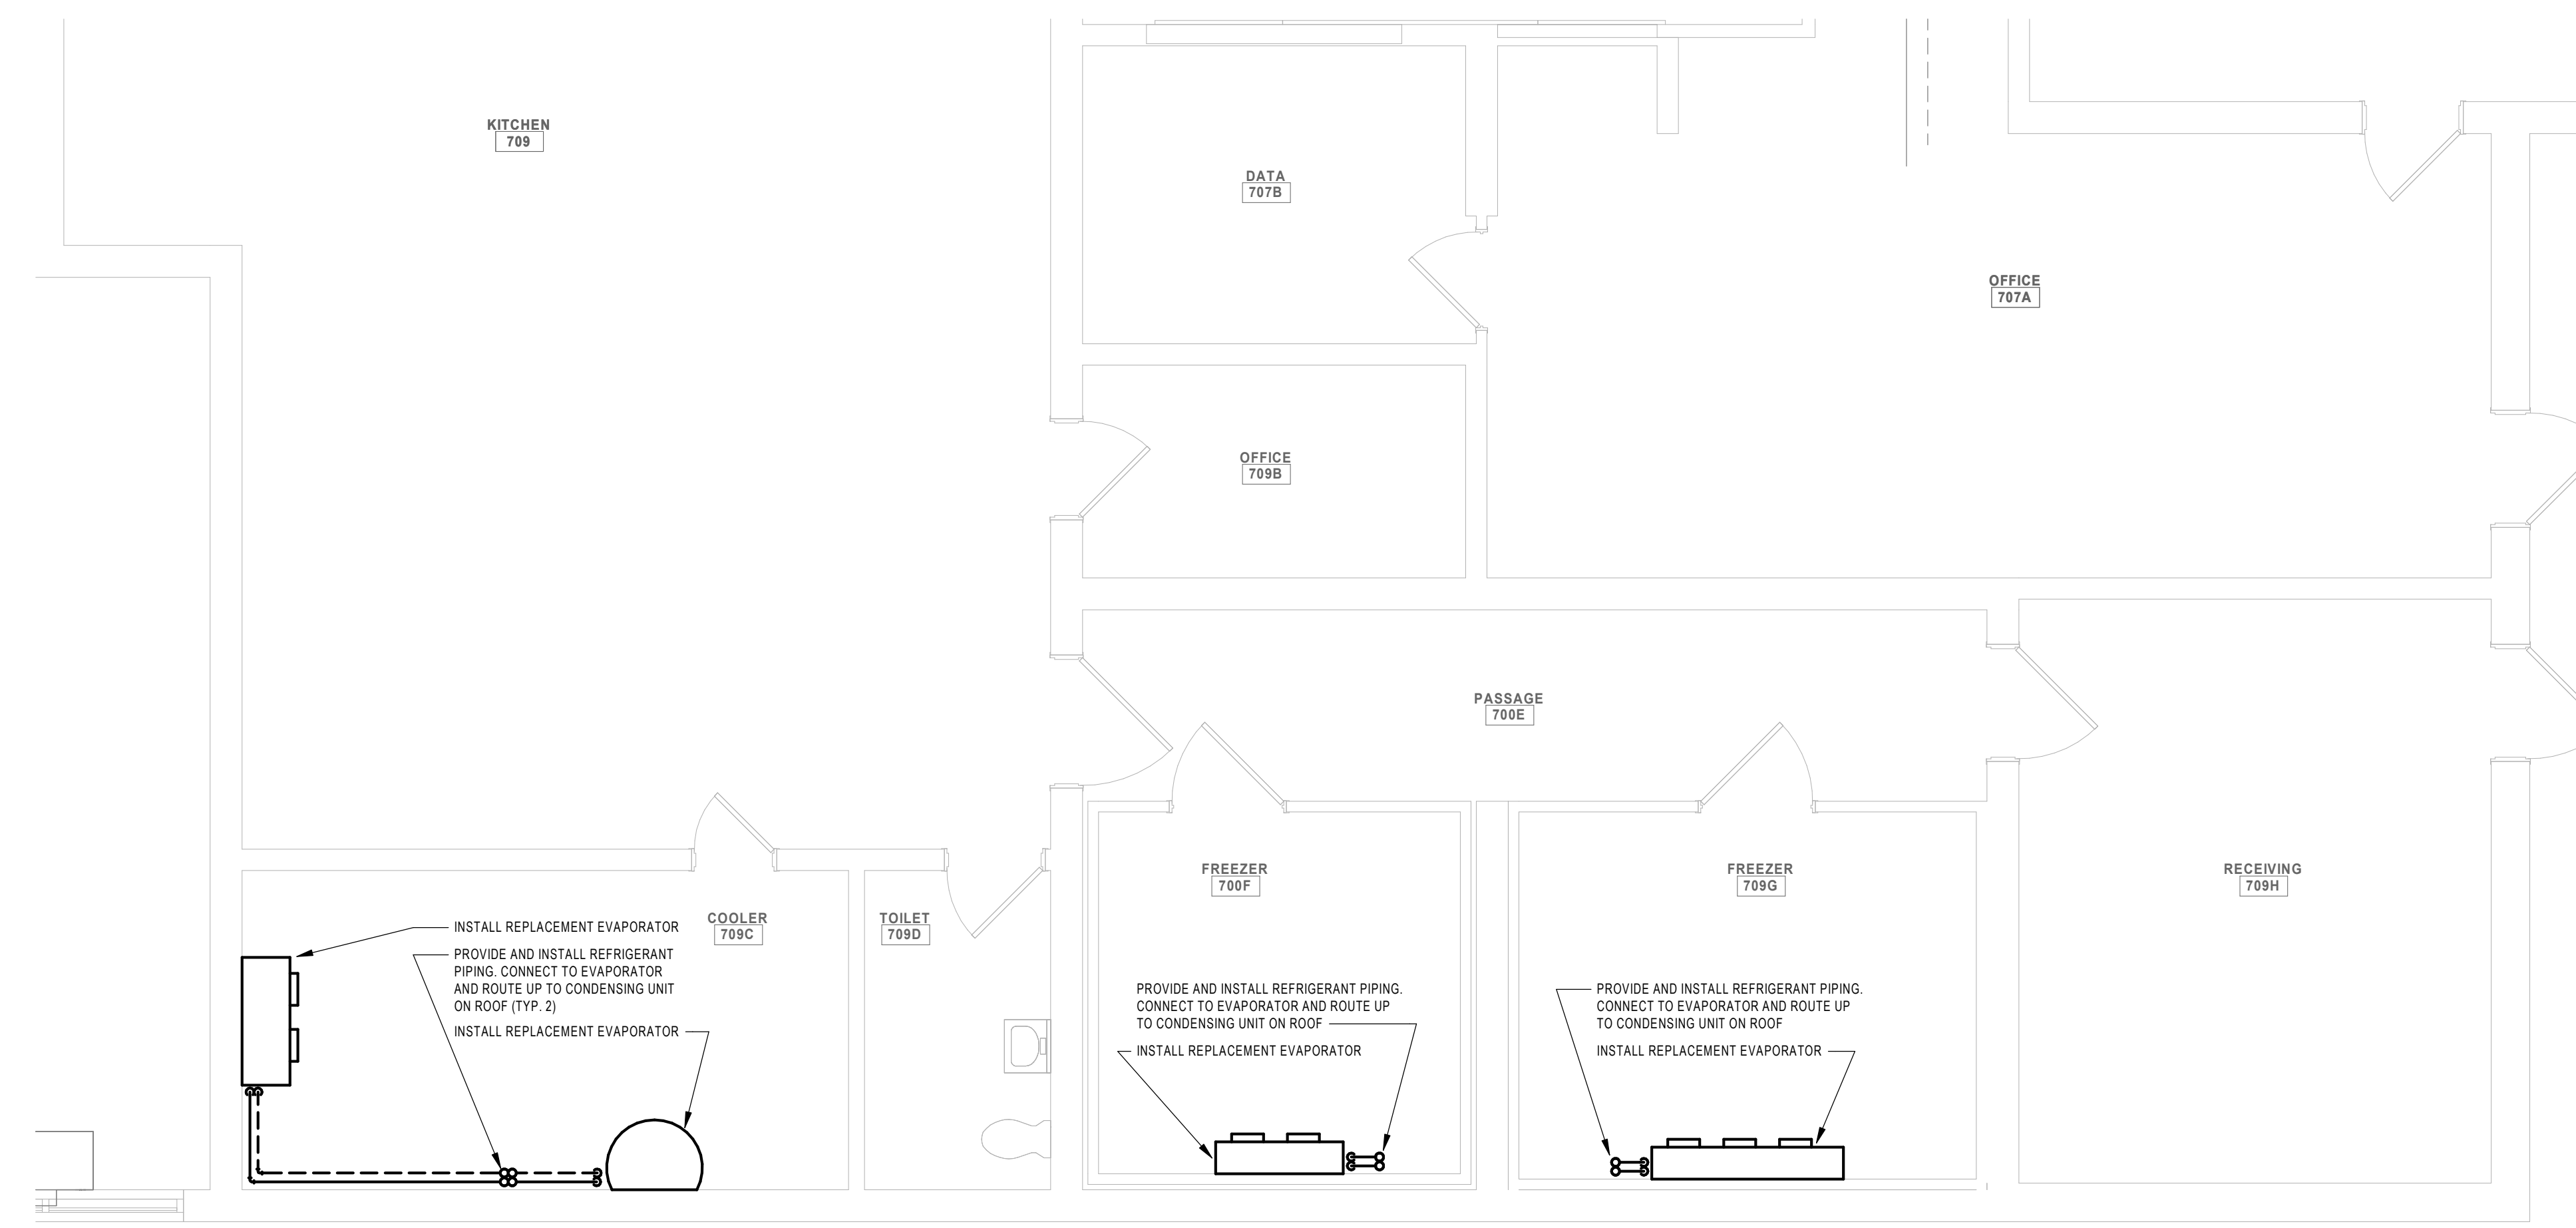 KITCHEN
709
DATA
707B
OFFICE
707A
OFFICE
709B
PASSAGE
700E
FREEZER
700F
FREEZER
709G
RECEIVING
709H
COOLER
709C
TOILET
709D
INSTALL REPLACEMENT EVAPORATOR
PROVIDE AND INSTALL REFRIGERANT
PIPING. CONNECT TO EVAPORATOR
AND ROUTE UP TO CONDENSING UNIT
ON ROOF (TYP. 2)
INSTALL REPLACEMENT EVAPORATOR
PROVIDE AND INSTALL REFRIGERANT PIPING.
CONNECT TO EVAPORATOR AND ROUTE UP
TO CONDENSING UNIT ON ROOF
INSTALL REPLACEMENT EVAPORATOR
PROVIDE AND INSTALL REFRIGERANT PIPING.
CONNECT TO EVAPORATOR AND ROUTE UP
TO CONDENSING UNIT ON ROOF
INSTALL REPLACEMENT EVAPORATOR